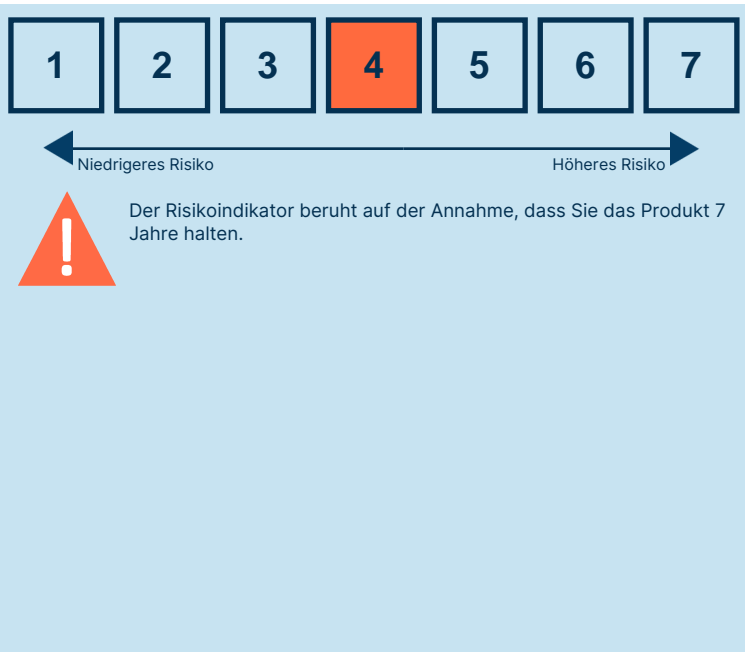 1 2 3 4 5 6 7
Niedrigeres Risiko Höheres Risiko
Der Risikoindikator beruht auf der Annahme, dass Sie das Produkt 7
Jahre halten.